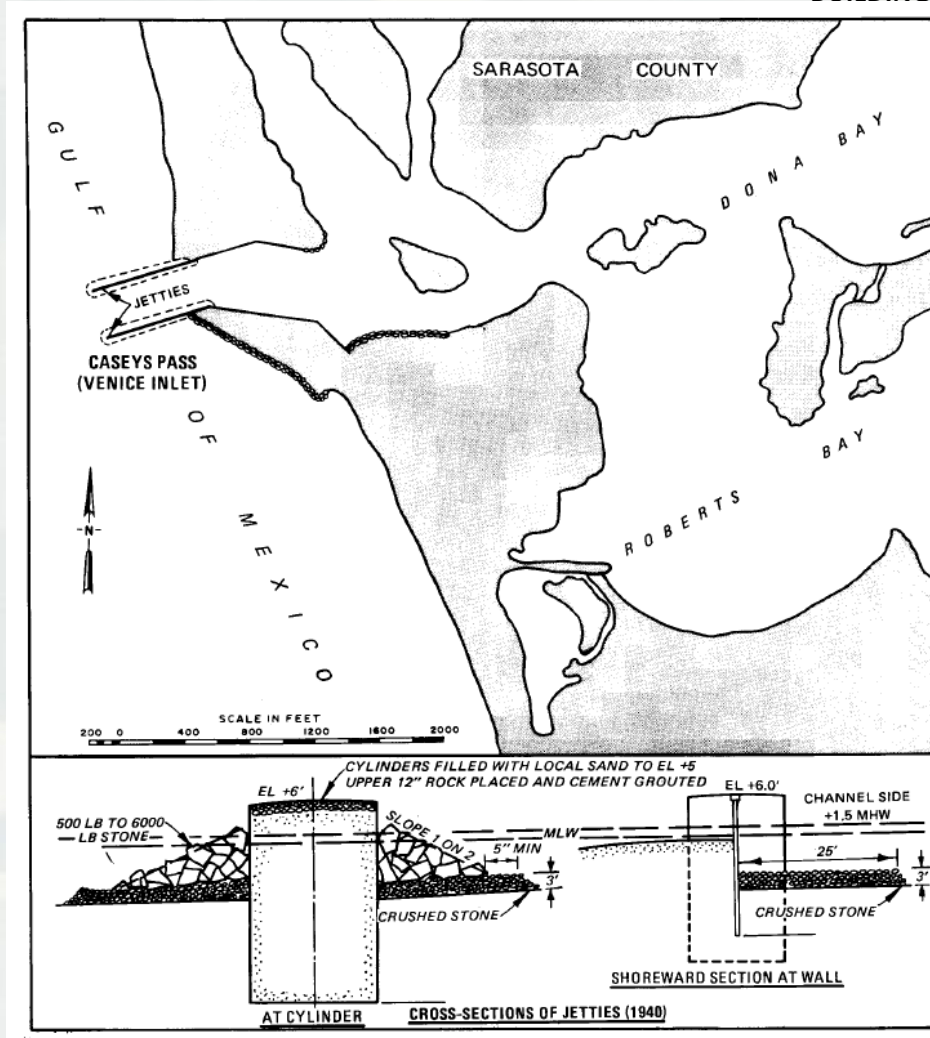 SARASOTA COUNTY
GULF OF MEXICO
DONA BAY
JETTIES
CASEYS PASS
(VENICE INLET)
ROBERTS BAY
N
SCALE IN FEET
200 0 400 800 1200 1600 2000
CYLINDERS FILLED WITH LOCAL SAND TO EL +5
UPPER 12" ROCK PLACED AND CEMENT GROUTED
EL +6'
500 LB TO 6000
LB STONE
SLOPE 1 ON 2
5" MIN
3'
CRUSHED STONE
AT CYLINDER
MLW
EL +6.0'
CHANNEL SIDE
+1.5 MHW
25'
3'
CRUSHED STONE
SHOREWARD SECTION AT WALL
CROSS-SECTIONS OF JETTIES (1940)